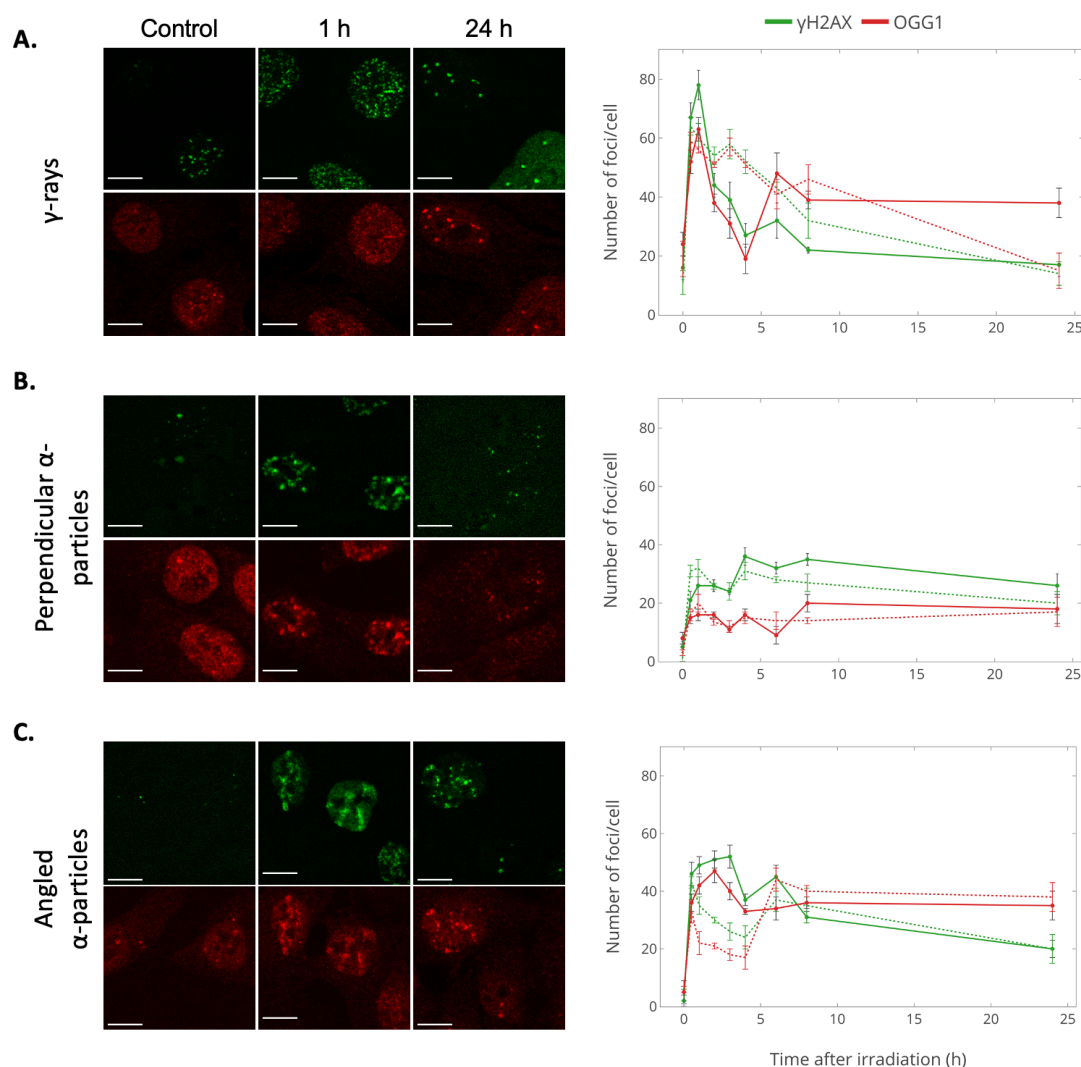 A.
Control
1 h
24 h
γ-rays
γH2AX
OGG1
Number of foci/cell
80
60
40
20
0
0
5
10
15
20
25
B.
Perpendicular α-
particles
Number of foci/cell
80
60
40
20
0
0
5
10
15
20
25
C.
Angled
α-particles
Number of foci/cell
80
60
40
20
0
0
5
10
15
20
25
Time after irradiation (h)